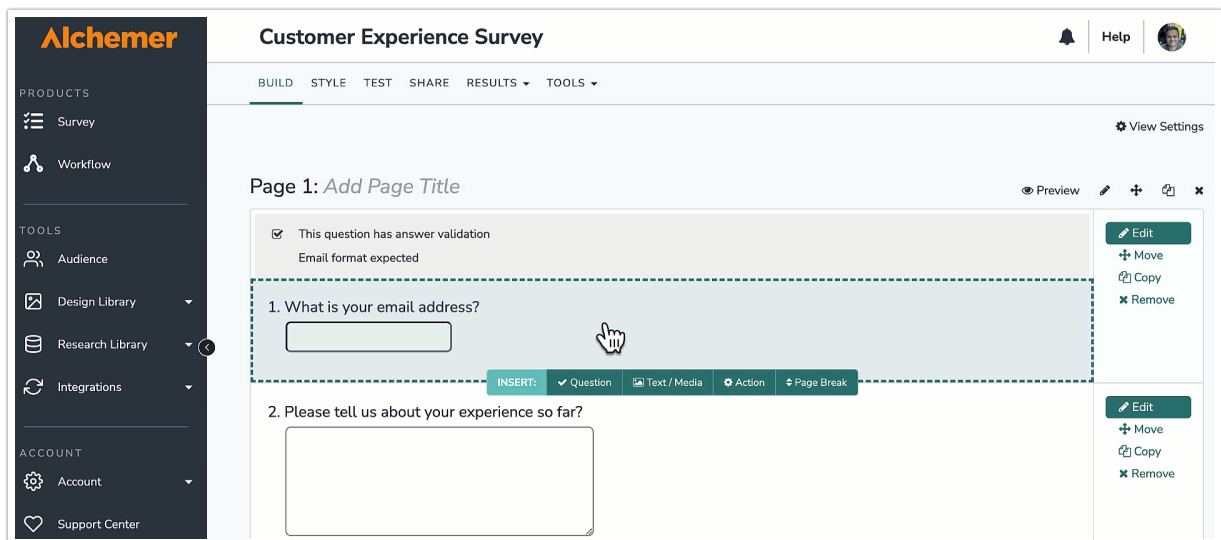 Alchemer
Customer Experience Survey
Help
BUILD STYLE TEST SHARE RESULTS TOOLS
PRODUCTS
Survey
Workflow
TOOLS
Audience
Design Library
Research Library
Integrations
ACCOUNT
Account
Support Center
View Settings
Page 1: Add Page Title
Preview
This question has answer validation
Email format expected
Edit
Move
Copy
Remove
1. What is your email address?
INSERT: Question Text / Media Action Page Break
2. Please tell us about your experience so far?
Edit
Move
Copy
Remove